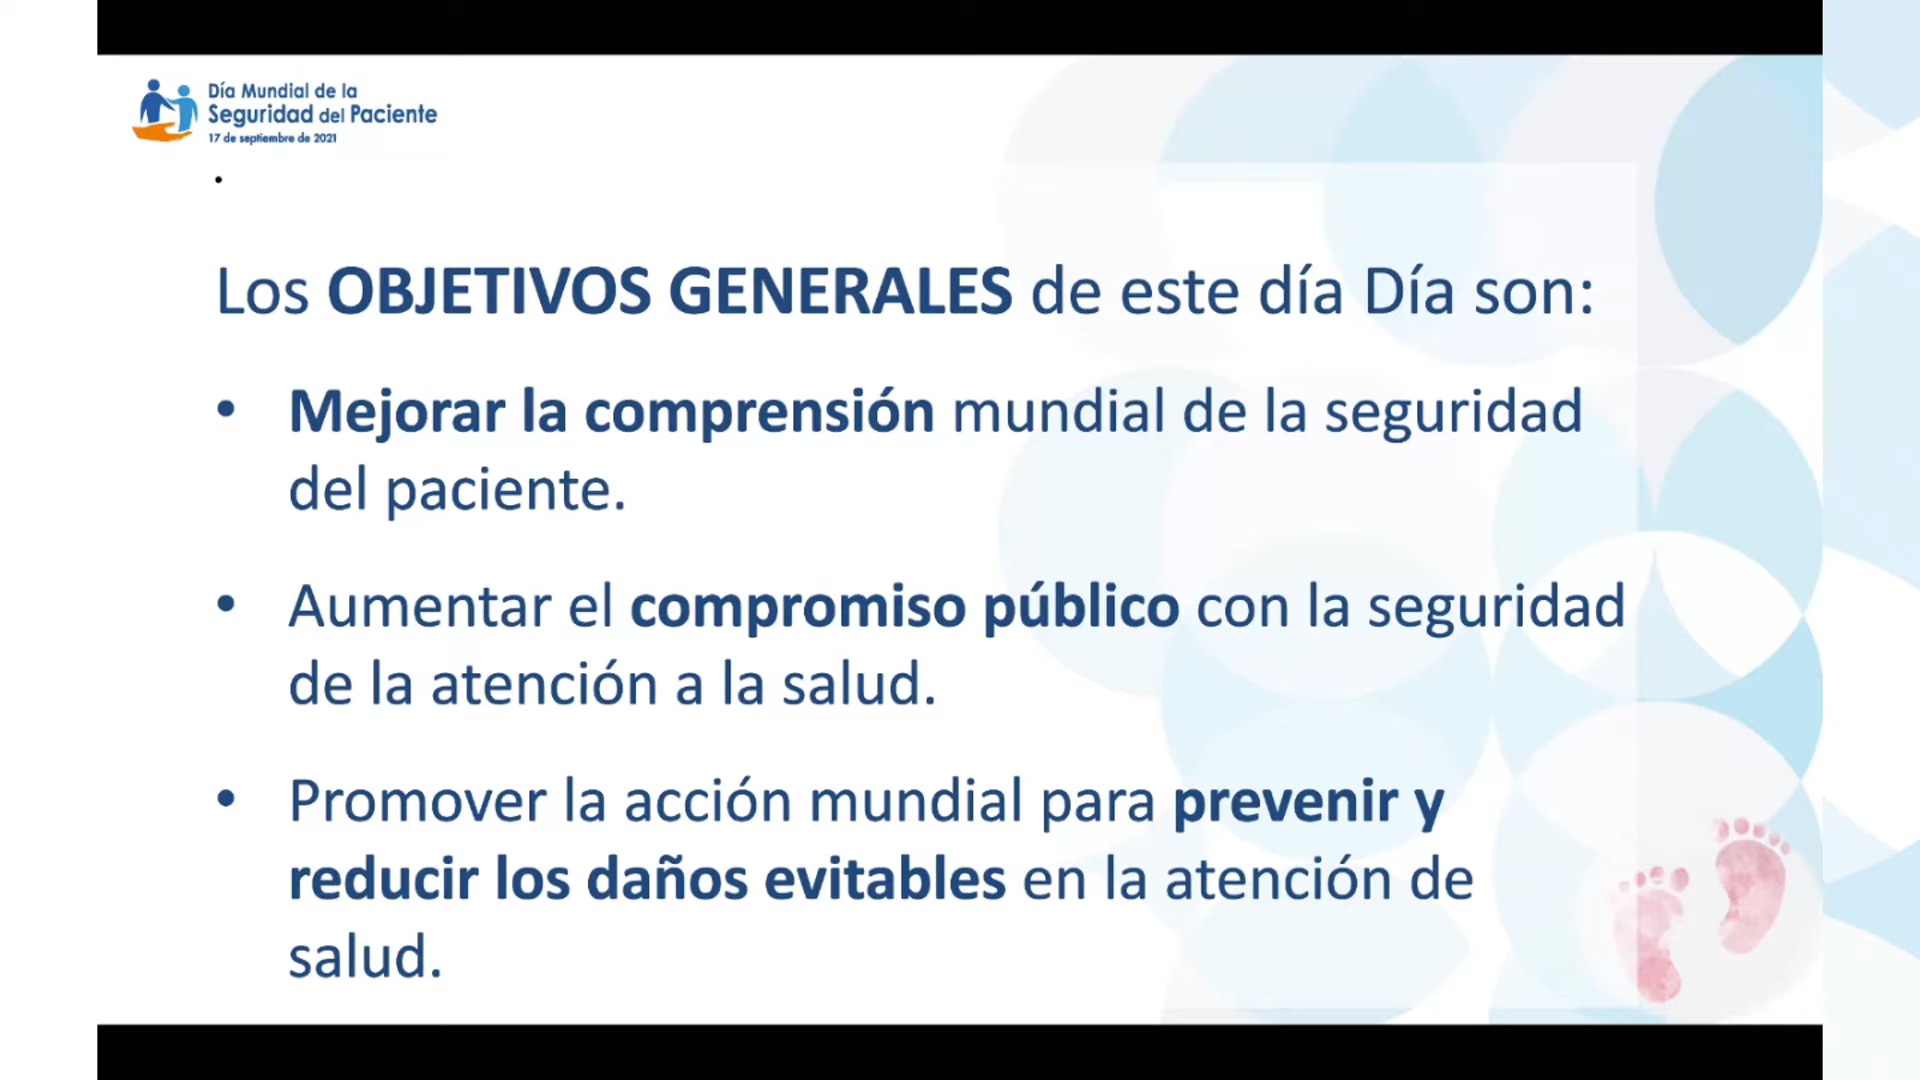 Día Mundial de la
Seguridad del Paciente
17 de septiembre de 2021
.
Los OBJETIVOS GENERALES de este día Día son:
• Mejorar la comprensión mundial de la seguridad
del paciente.
• Aumentar el compromiso público con la seguridad
de la atención a la salud.
• Promover la acción mundial para prevenir y
reducir los daños evitables en la atención de
salud.